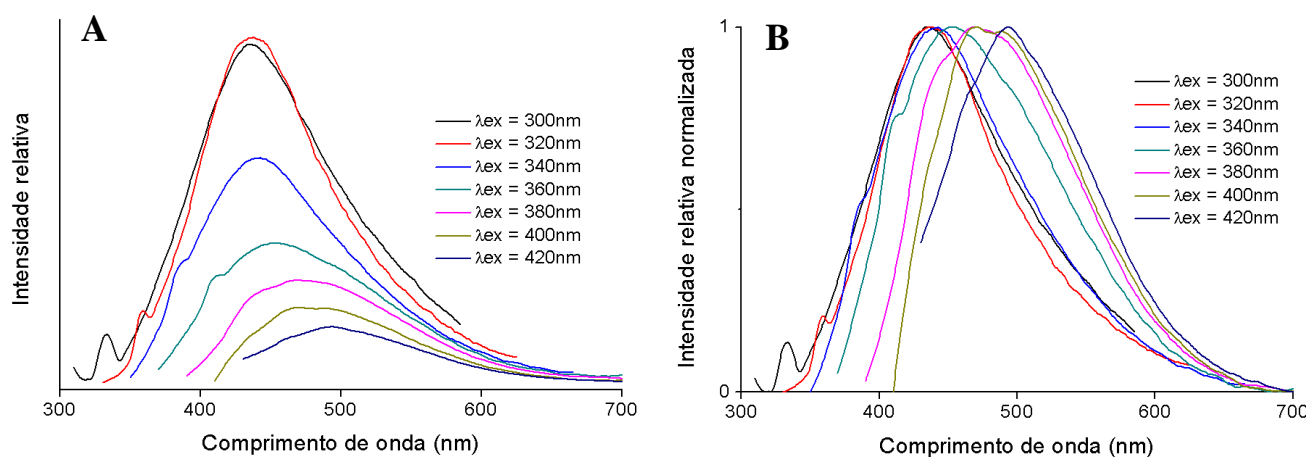 A
Intensidade relativa
λex = 300nm
λex = 320nm
λex = 340nm
λex = 360nm
λex = 380nm
λex = 400nm
λex = 420nm
300 400 500 600 700
Comprimento de onda (nm)
B
Intensidade relativa normalizada
1
0
λex = 300nm
λex = 320nm
λex = 340nm
λex = 360nm
λex = 380nm
λex = 400nm
λex = 420nm
300 400 500 600 700
Comprimento de onda (nm)